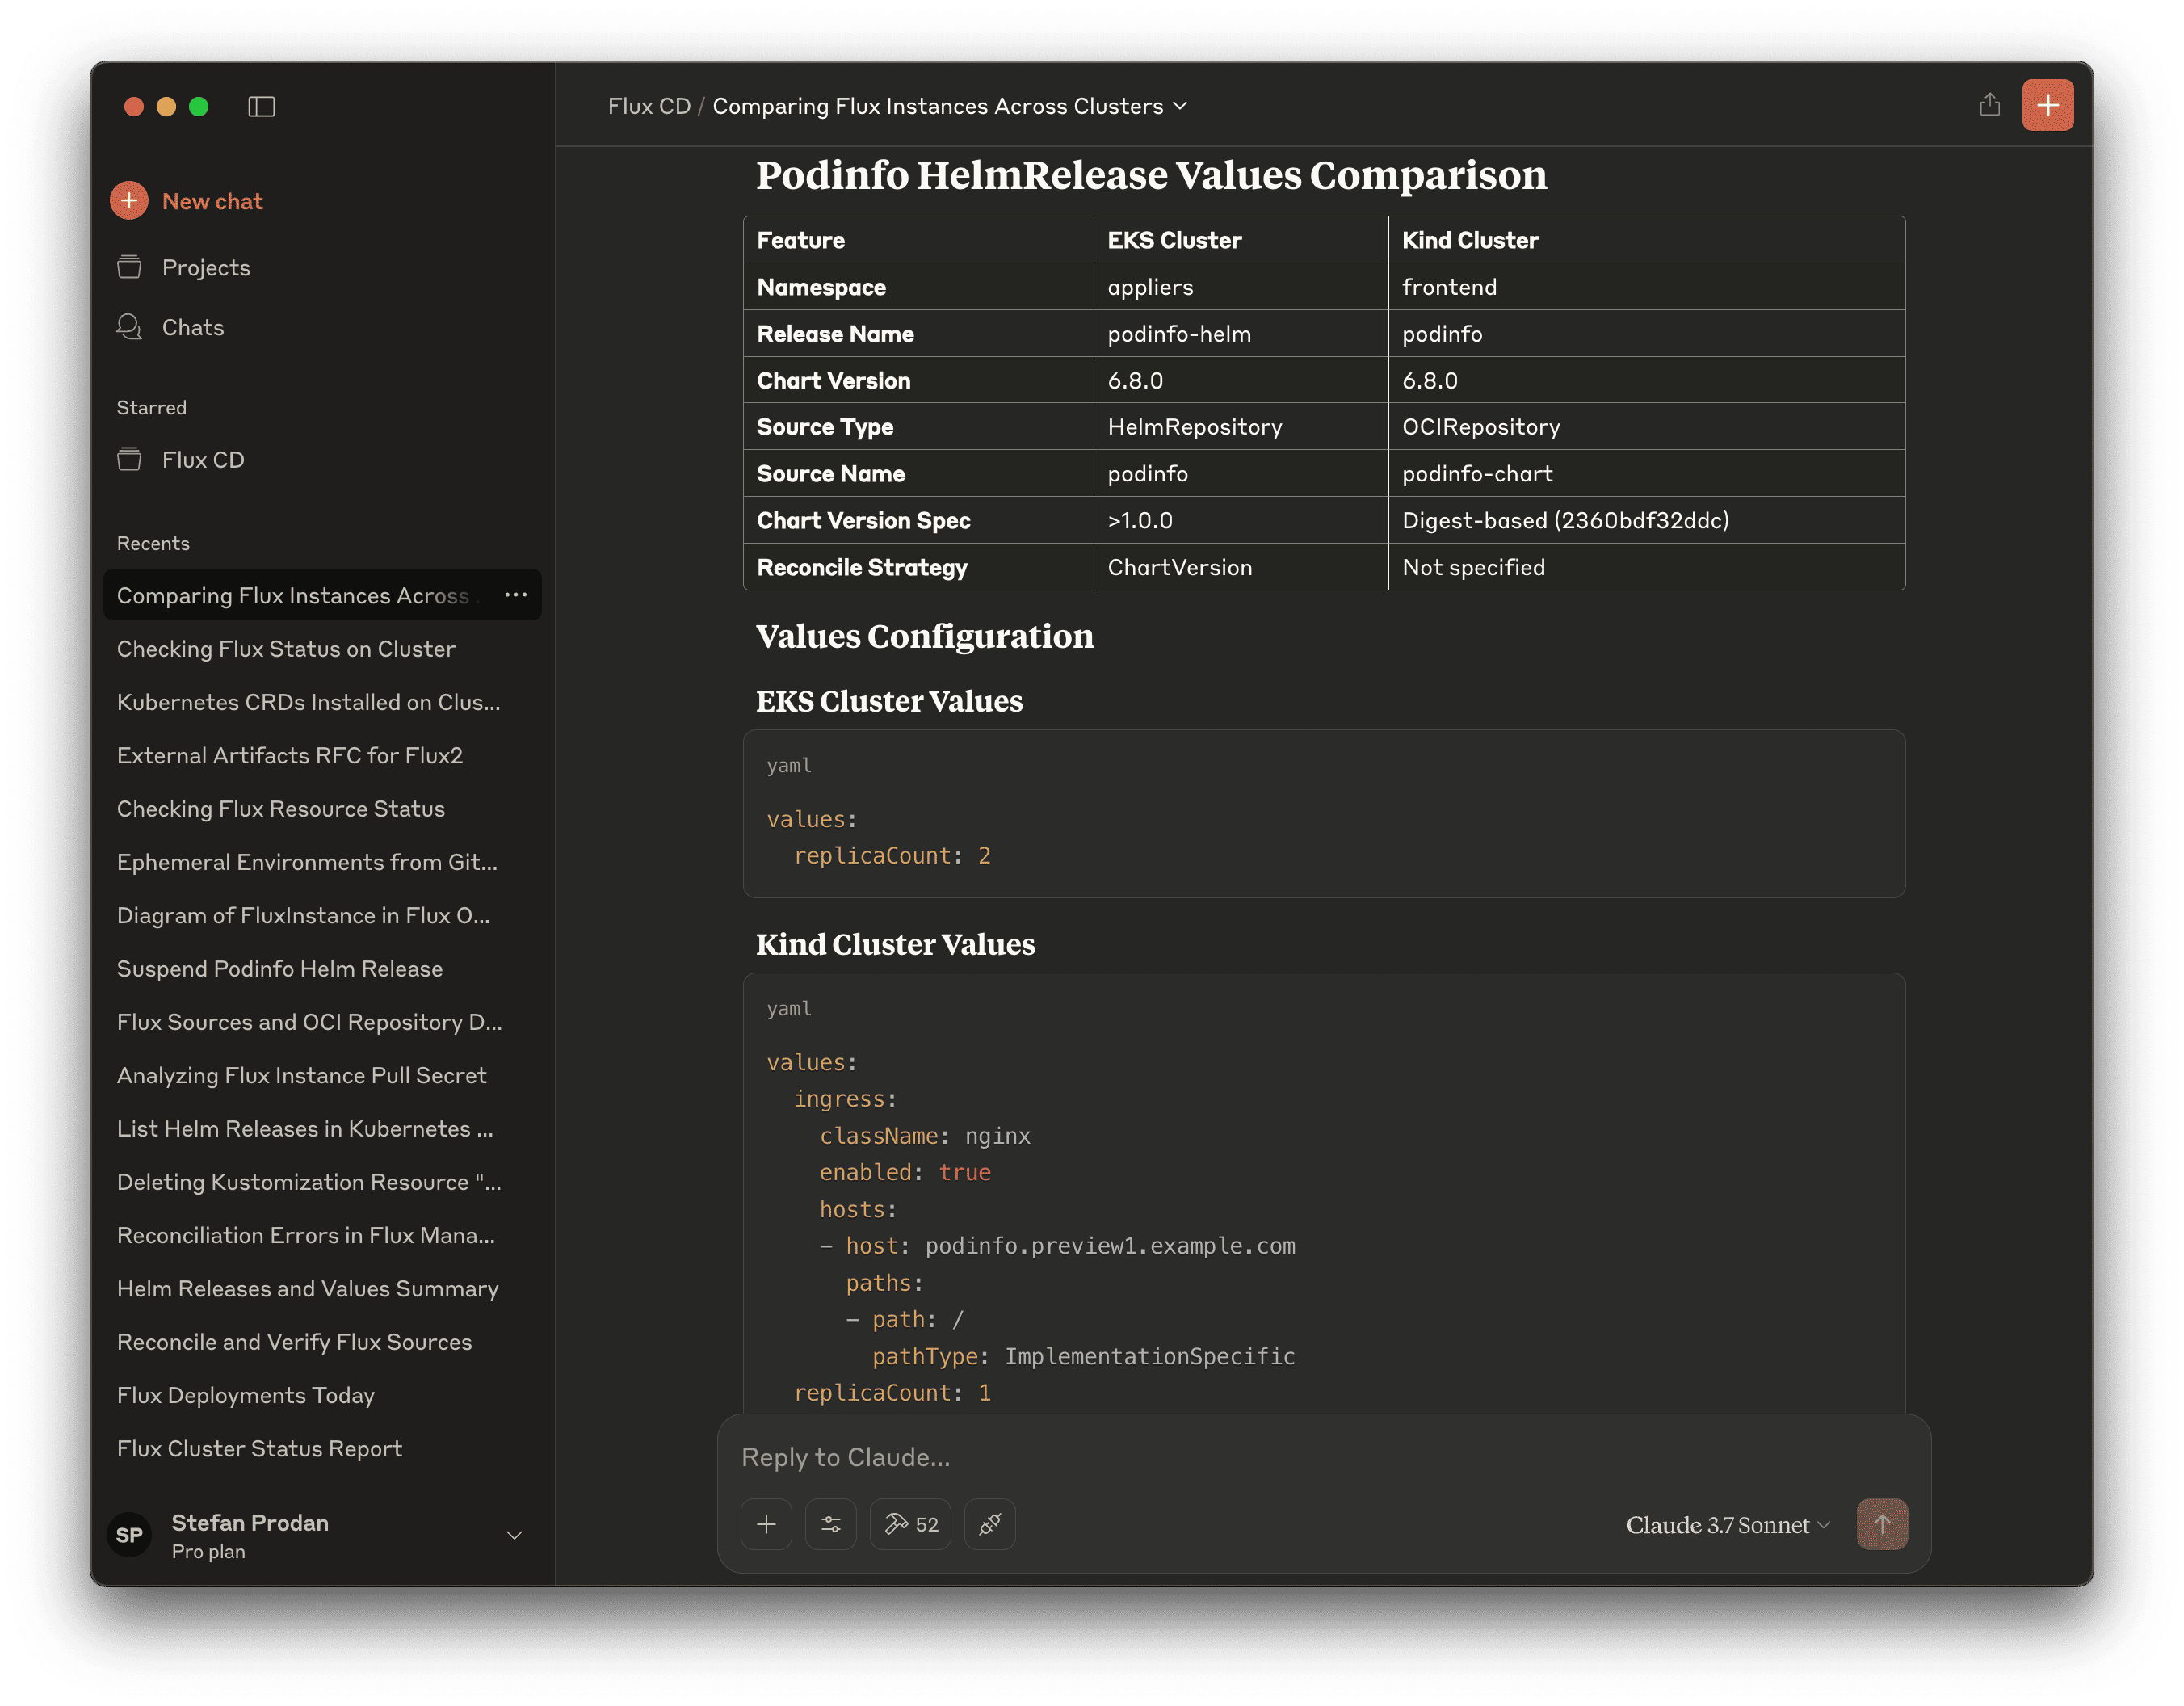 Flux CD / Comparing Flux Instances Across Clusters
New chat
Projects
Chats
Starred
Flux CD
Recents
Comparing Flux Instances Across
Checking Flux Status on Cluster
Kubernetes CRDs Installed on Clus...
External Artifacts RFC for Flux2
Checking Flux Resource Status
Ephemeral Environments from Git...
Diagram of FluxInstance in Flux O...
Suspend Podinfo Helm Release
Flux Sources and OCI Repository D...
Analyzing Flux Instance Pull Secret
List Helm Releases in Kubernetes ...
Deleting Kustomization Resource "...
Reconciliation Errors in Flux Mana...
Helm Releases and Values Summary
Reconcile and Verify Flux Sources
Flux Deployments Today
Flux Cluster Status Report
SP
Stefan Prodan
Pro plan
Podinfo HelmRelease Values Comparison
Feature EKS Cluster Kind Cluster
Namespace appliers frontend
Release Name podinfo-helm podinfo
Chart Version 6.8.0 6.8.0
Source Type HelmRepository OCIRepository
Source Name podinfo podinfo-chart
Chart Version Spec >1.0.0 Digest-based (2360bdf32ddc)
Reconcile Strategy ChartVersion Not specified
Values Configuration
EKS Cluster Values
yaml
values:
  replicaCount: 2
Kind Cluster Values
yaml
values:
  ingress:
    className: nginx
    enabled: true
    hosts:
    - host: podinfo.preview1.example.com
      paths:
      - path: /
        pathType: ImplementationSpecific
  replicaCount: 1
Reply to Claude...
52
Claude 3.7 Sonnet